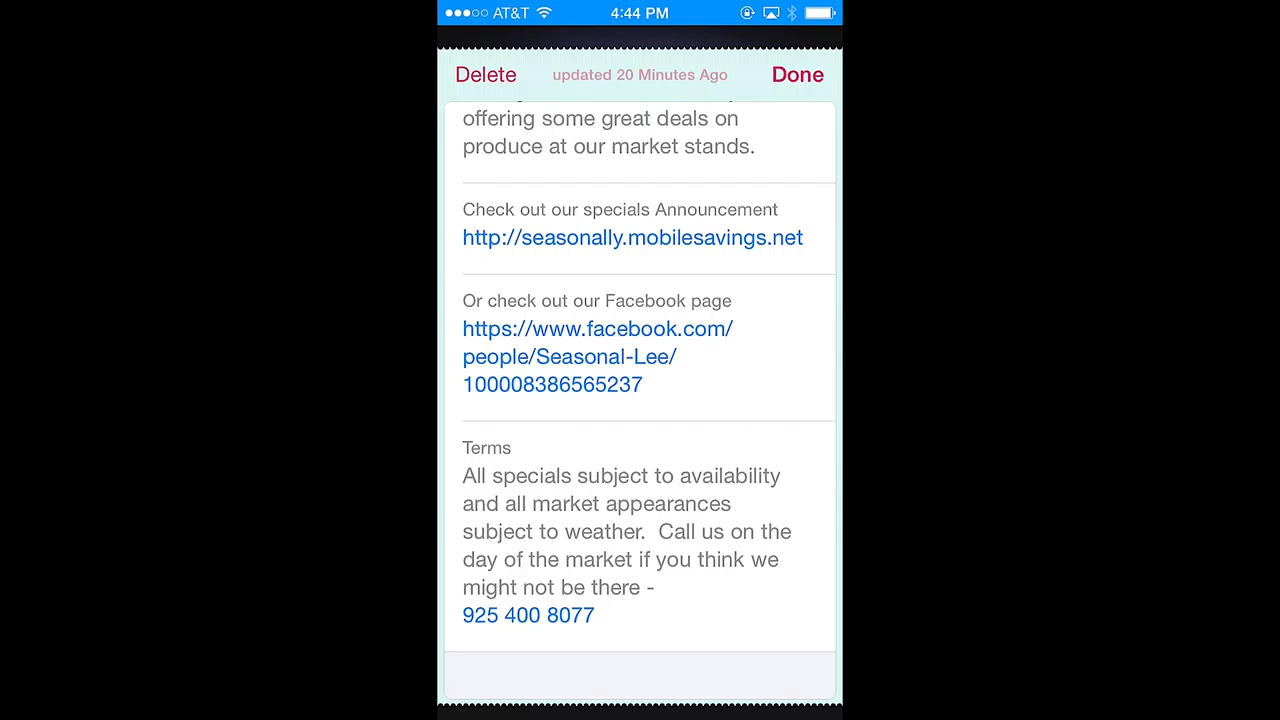 AT&T 4:44 PM
Delete updated 20 Minutes Ago Done
offering some great deals on
produce at our market stands.
Check out our specials Announcement
http://seasonally.mobilesavings.net
Or check out our Facebook page
https://www.facebook.com/
people/Seasonal-Lee/
100008386565237
Terms
All specials subject to availability
and all market appearances
subject to weather.  Call us on the
day of the market if you think we
might not be there -
925 400 8077